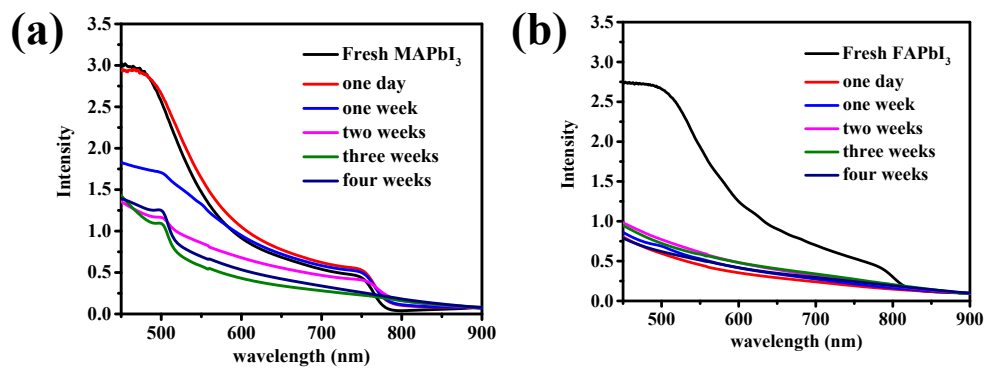 (a)
3.5
3.0
2.5
2.0
1.5
1.0
0.5
0.0
Intensity
500 600 700 800 900
wavelength (nm)
Fresh MAPbI₃
one day
one week
two weeks
three weeks
four weeks
(b)
3.5
3.0
2.5
2.0
1.5
1.0
0.5
0.0
Intensity
500 600 700 800 900
wavelength (nm)
Fresh FAPbI₃
one day
one week
two weeks
three weeks
four weeks